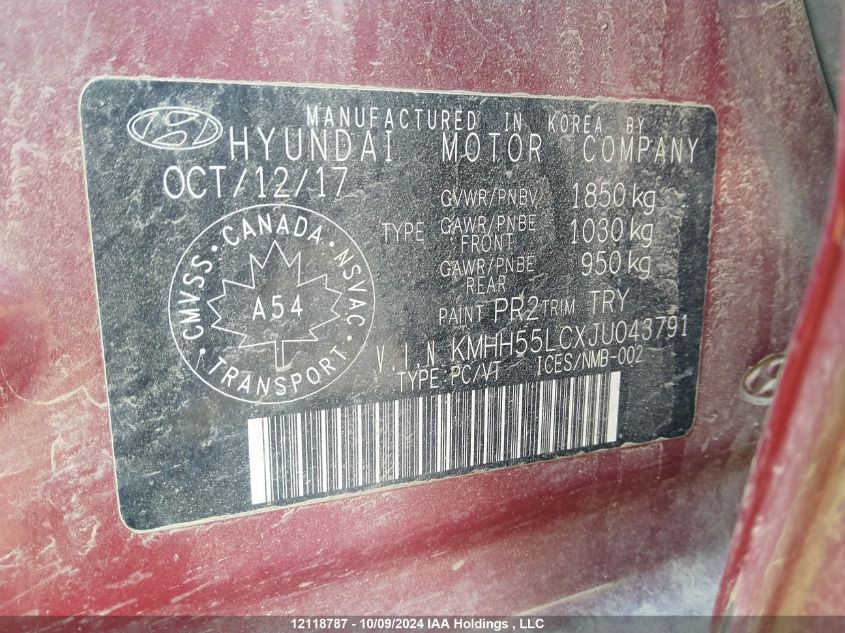 MANUFACTURED IN KOREA BY
HYUNDAI MOTOR COMPANY
OCT/12/17
GVWR/PNBV 1850 kg
TYPE GAWR/PNBE FRONT 1030 kg
GAWR/PNBE REAR 950 kg
PAINT PR2 TRIM TRY
V.I.N KMHH55LCXJU043791
TYPE:PC/VT ICES/NMB-002
CMVSS · CANADA · NSVAC
A54
· TRANSPORT ·
12118787 - 10/09/2024 IAA Holdings , LLC